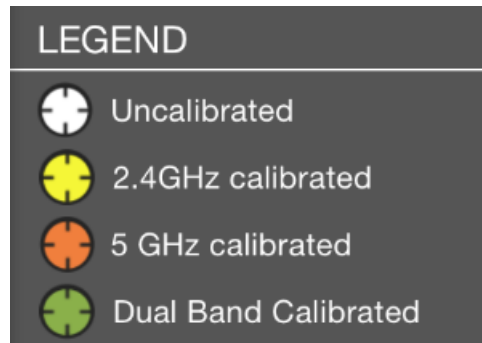 LEGEND
Uncalibrated
2.4GHz calibrated
5 GHz calibrated
Dual Band Calibrated